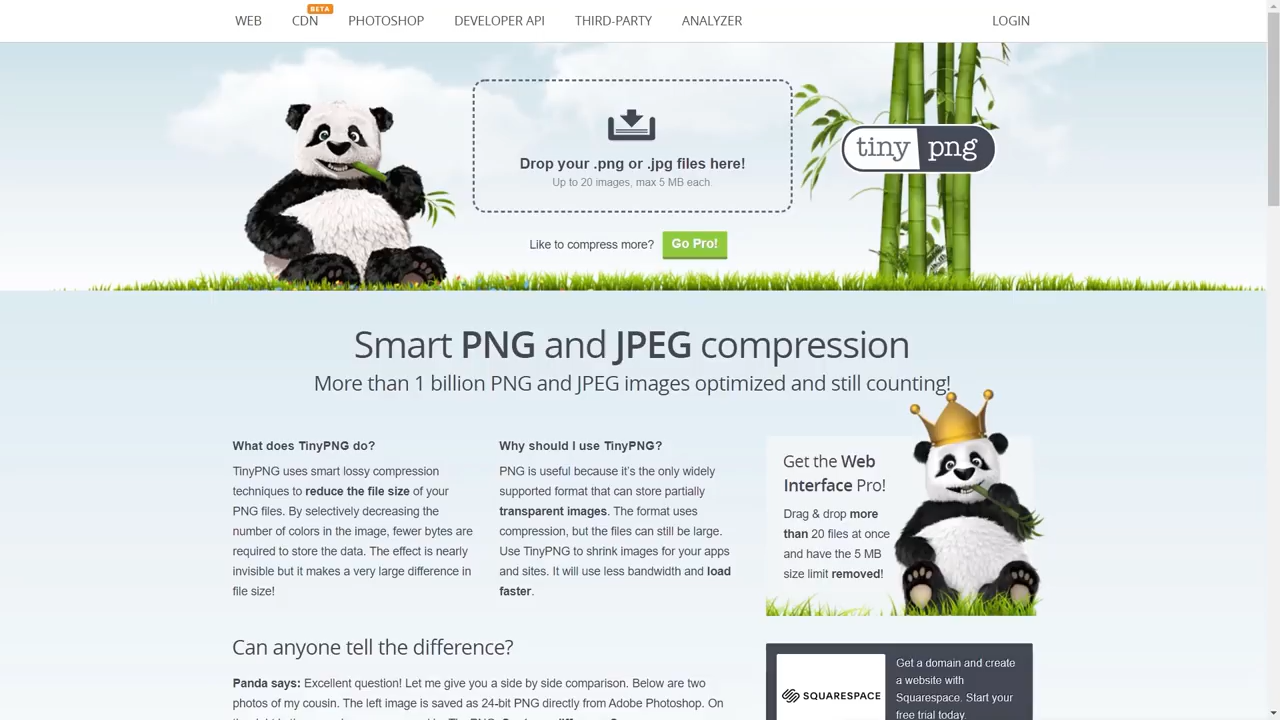 WEB
CDN
BETA
PHOTOSHOP
DEVELOPER API
THIRD-PARTY
ANALYZER
LOGIN
Drop your .png or .jpg files here!
Up to 20 images, max 5 MB each.
tiny png
Like to compress more?
Go Pro!
Smart PNG and JPEG compression
More than 1 billion PNG and JPEG images optimized and still counting!
What does TinyPNG do?
TinyPNG uses smart lossy compression
techniques to reduce the file size of your
PNG files. By selectively decreasing the
number of colors in the image, fewer bytes are
required to store the data. The effect is nearly
invisible but it makes a very large difference in
file size!
Why should I use TinyPNG?
PNG is useful because it's the only widely
supported format that can store partially
transparent images. The format uses
compression, but the files can still be large.
Use TinyPNG to shrink images for your apps
and sites. It will use less bandwidth and load
faster.
Get the Web
Interface Pro!
Drag & drop more
than 20 files at once
and have the 5 MB
size limit removed!
Can anyone tell the difference?
Panda says: Excellent question! Let me give you a side by side comparison. Below are two
photos of my cousin. The left image is saved as 24-bit PNG directly from Adobe Photoshop. On
SQUARESPACE
Get a domain and create
a website with
Squarespace. Start your
free trial today.